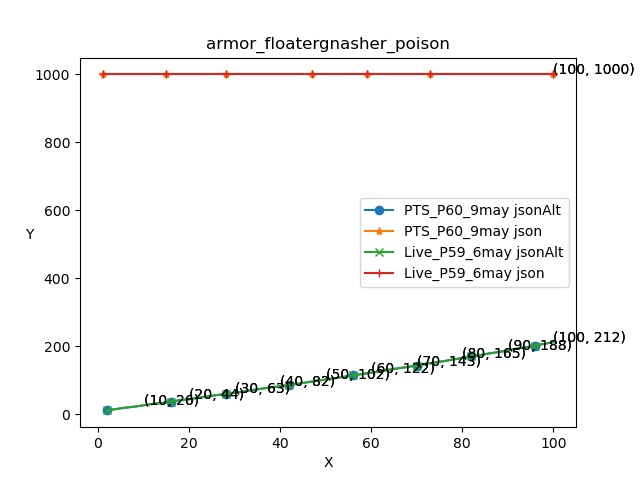 armor_floatergnasher_poison
1000
(100, 1000)
800
600
PTS_P60_9may jsonAlt
PTS_P60_9may json
Y
Live_P59_6may jsonAlt
400
Live_P59_6may json
200
(100, 212)
(90, 188)
(80, 165)
(70, 143)
(60, 122)
(50, 102)
(40, 82)
(30, 63)
(20, 44)
(10, 26)
0
0 20 40 60 80 100
X